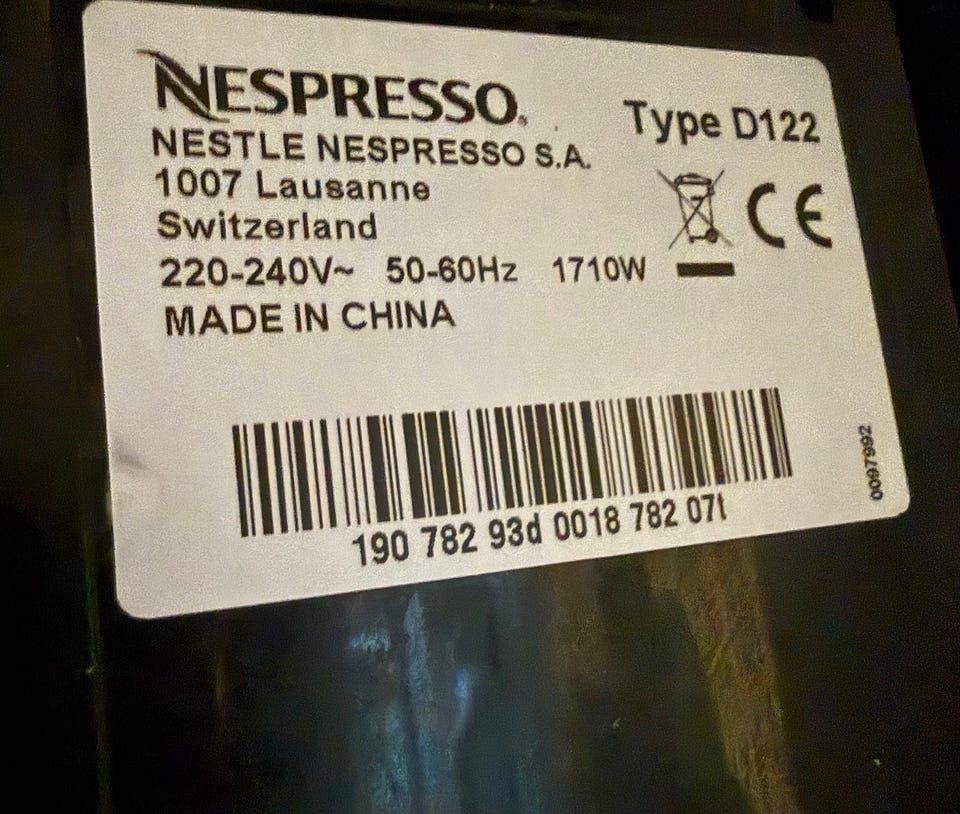 NESPRESSO.
Type D122
NESTLE NESPRESSO S.A.
1007 Lausanne
Switzerland
CE
220-240V~ 50-60Hz 1710W
MADE IN CHINA
190 782 93d 0018 782 07t
0097992